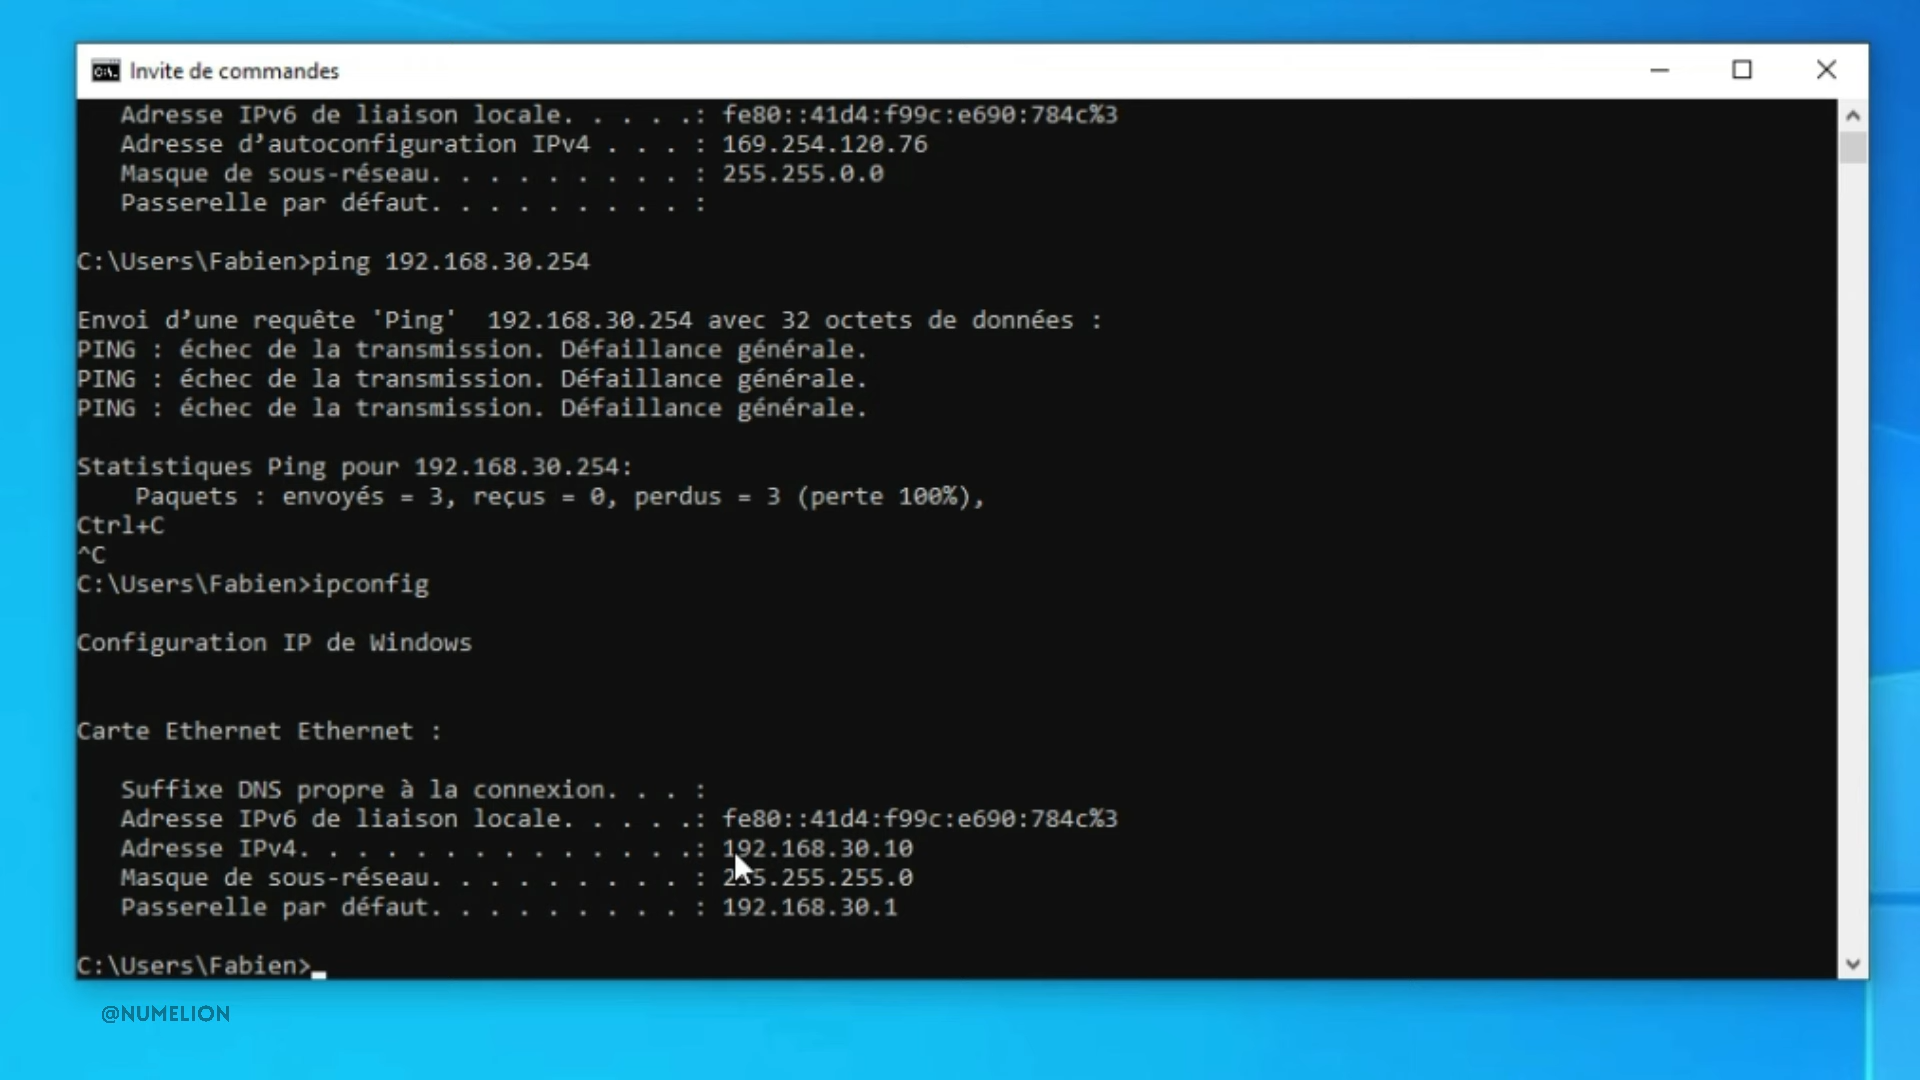 Invite de commandes
Adresse IPv6 de liaison locale. . . . .: fe80::41d4:f99c:e690:784c%3
Adresse d’autoconfiguration IPv4 . . . : 169.254.120.76
Masque de sous-réseau. . . . . . . . . : 255.255.0.0
Passerelle par défaut. . . . . . . . . :
C:\Users\Fabien>ping 192.168.30.254
Envoi d’une requête 'Ping'  192.168.30.254 avec 32 octets de données :
PING : échec de la transmission. Défaillance générale.
PING : échec de la transmission. Défaillance générale.
PING : échec de la transmission. Défaillance générale.
Statistiques Ping pour 192.168.30.254:
Paquets : envoyés = 3, reçus = 0, perdus = 3 (perte 100%),
Ctrl+C
^C
C:\Users\Fabien>ipconfig
Configuration IP de Windows
Carte Ethernet Ethernet :
Suffixe DNS propre à la connexion. . . :
Adresse IPv6 de liaison locale. . . . .: fe80::41d4:f99c:e690:784c%3
Adresse IPv4. . . . . . . . . . . . . .: 192.168.30.10
Masque de sous-réseau. . . . . . . . . : 255.255.255.0
Passerelle par défaut. . . . . . . . . : 192.168.30.1
C:\Users\Fabien>
@NUMELION